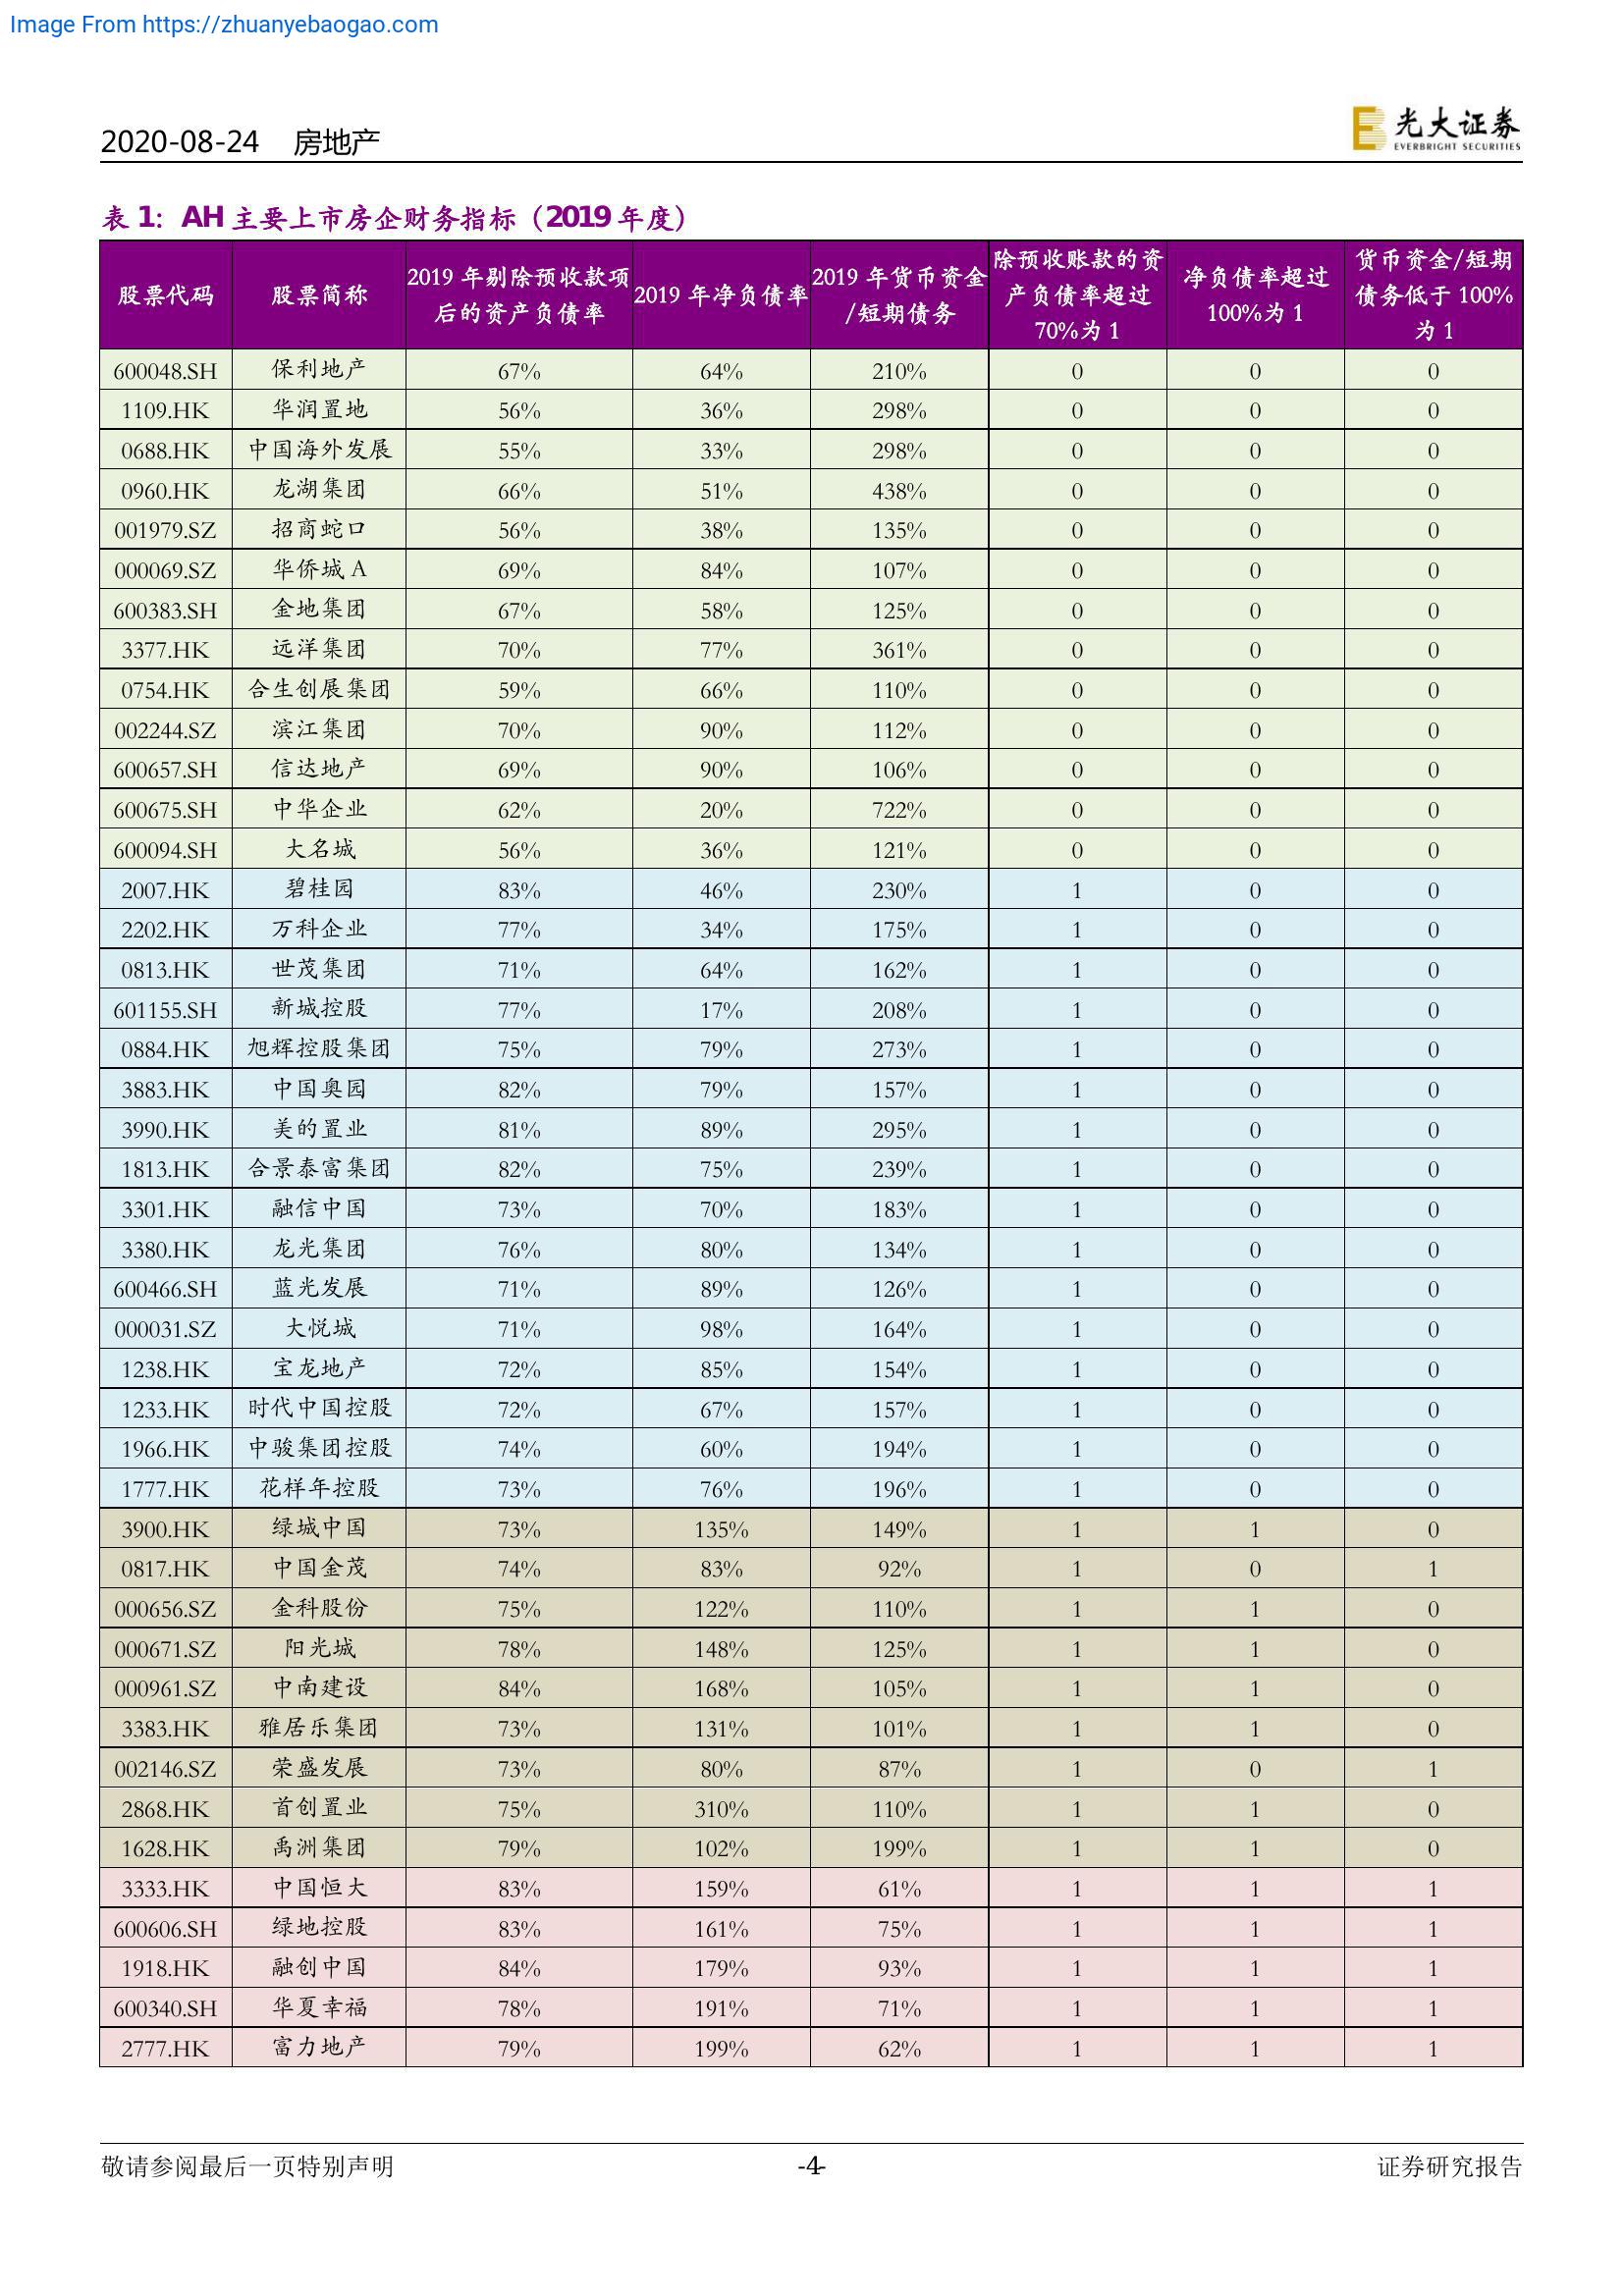 Image From https://zhuanyebaogao.com
2020-08-24 房地产
光大证券
EVERBRIGHT SECURITIES
表 1：AH 主要上市房企财务指标（2019 年度）
股票代码 股票简称 2019 年剔除预收款项后的资产负债率 2019 年净负债率 2019 年货币资金/短期债务 除预收账款的资产负债率超过70%为 1 净负债率超过100%为 1 货币资金/短期债务低于 100%为 1
600048.SH 保利地产 67% 64% 210% 0 0 0
1109.HK 华润置地 56% 36% 298% 0 0 0
0688.HK 中国海外发展 55% 33% 298% 0 0 0
0960.HK 龙湖集团 66% 51% 438% 0 0 0
001979.SZ 招商蛇口 56% 38% 135% 0 0 0
000069.SZ 华侨城 A 69% 84% 107% 0 0 0
600383.SH 金地集团 67% 58% 125% 0 0 0
3377.HK 远洋集团 70% 77% 361% 0 0 0
0754.HK 合生创展集团 59% 66% 110% 0 0 0
002244.SZ 滨江集团 70% 90% 112% 0 0 0
600657.SH 信达地产 69% 90% 106% 0 0 0
600675.SH 中华企业 62% 20% 722% 0 0 0
600094.SH 大名城 56% 36% 121% 0 0 0
2007.HK 碧桂园 83% 46% 230% 1 0 0
2202.HK 万科企业 77% 34% 175% 1 0 0
0813.HK 世茂集团 71% 64% 162% 1 0 0
601155.SH 新城控股 77% 17% 208% 1 0 0
0884.HK 旭辉控股集团 75% 79% 273% 1 0 0
3883.HK 中国奥园 82% 79% 157% 1 0 0
3990.HK 美的置业 81% 89% 295% 1 0 0
1813.HK 合景泰富集团 82% 75% 239% 1 0 0
3301.HK 融信中国 73% 70% 183% 1 0 0
3380.HK 龙光集团 76% 80% 134% 1 0 0
600466.SH 蓝光发展 71% 89% 126% 1 0 0
000031.SZ 大悦城 71% 98% 164% 1 0 0
1238.HK 宝龙地产 72% 85% 154% 1 0 0
1233.HK 时代中国控股 72% 67% 157% 1 0 0
1966.HK 中骏集团控股 74% 60% 194% 1 0 0
1777.HK 花样年控股 73% 76% 196% 1 0 0
3900.HK 绿城中国 73% 135% 149% 1 1 0
0817.HK 中国金茂 74% 83% 92% 1 0 1
000656.SZ 金科股份 75% 122% 110% 1 1 0
000671.SZ 阳光城 78% 148% 125% 1 1 0
000961.SZ 中南建设 84% 168% 105% 1 1 0
3383.HK 雅居乐集团 73% 131% 101% 1 1 0
002146.SZ 荣盛发展 73% 80% 87% 1 0 1
2868.HK 首创置业 75% 310% 110% 1 1 0
1628.HK 禹洲集团 79% 102% 199% 1 1 0
3333.HK 中国恒大 83% 159% 61% 1 1 1
600606.SH 绿地控股 83% 161% 75% 1 1 1
1918.HK 融创中国 84% 179% 93% 1 1 1
600340.SH 华夏幸福 78% 191% 71% 1 1 1
2777.HK 富力地产 79% 199% 62% 1 1 1
敬请参阅最后一页特别声明 -4- 证券研究报告